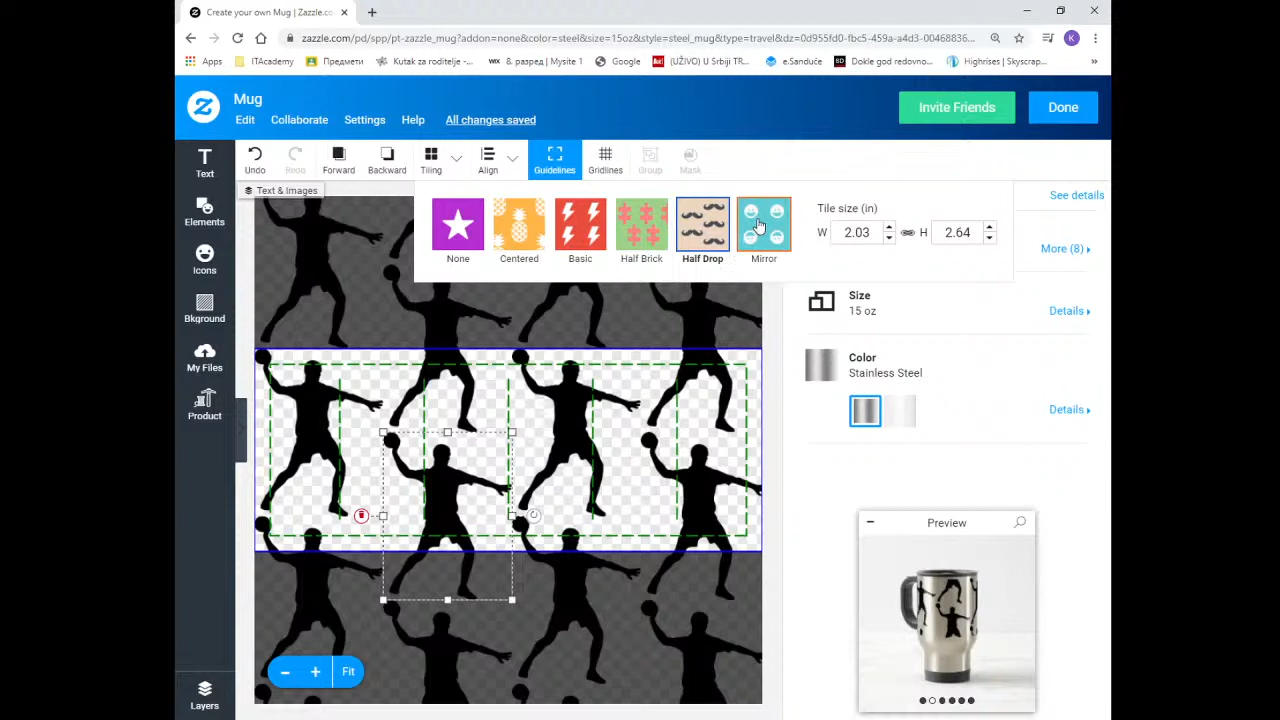 Create your own Mug | Zazzle.co
zazzle.com/pd/spp/pt-zazzle_mug?addon=none&color=steel&size=15oz&style=steel_mug&type=travel&dz=0d955fd0-fbc5-459a-a4d3-00468836...
K
Apps
ITAcademy
Предмети
Kutak za roditelje -...
WIX 8. разред | Mysite 1
Google
(UŽIVO) U Srbiji TR...
e.Sanduče
SD Dokle god redovno...
Highrises | Skyscrap...
Mug
Edit
Collaborate
Settings
Help
All changes saved
Invite Friends
Done
Text
Elements
Icons
Bkground
My Files
Product
Layers
Undo
Redo
Forward
Backward
Tiling
Align
Guidelines
Gridlines
Group
Mask
Text & Images
None
Centered
Basic
Half Brick
Half Drop
Mirror
Tile size (in)
W 2.03
H 2.64
See details
More (8)
Size
15 oz
Details
Color
Stainless Steel
Details
Preview
Fit